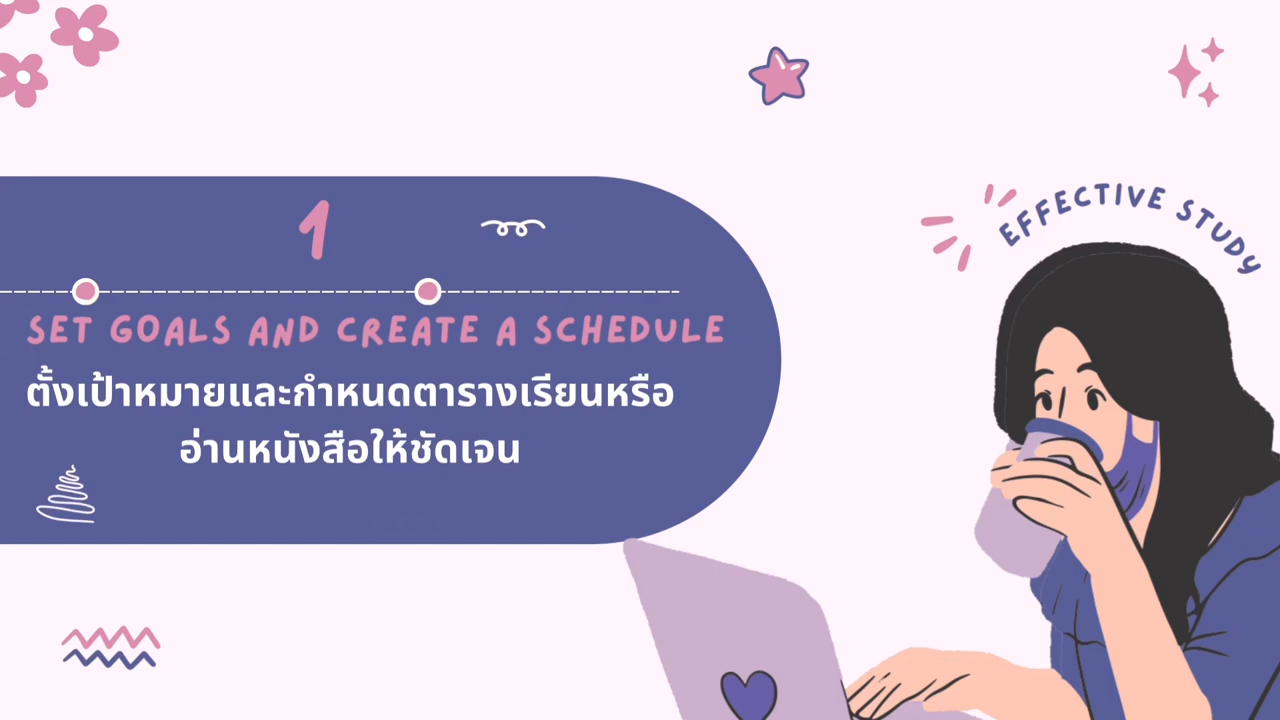 EFFECTIVE STUDY
1
SET GOALS AND CREATE A SCHEDULE
ตั้งเป้าหมายและกำหนดตารางเรียนหรือ
อ่านหนังสือให้ชัดเจน